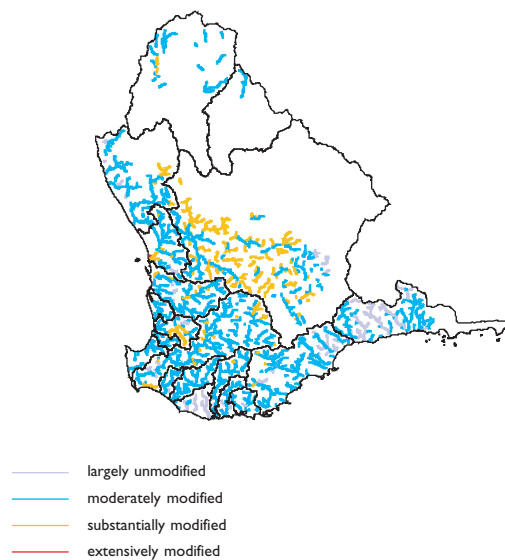 largely unmodified
moderately modified
substantially modified
extensively modified